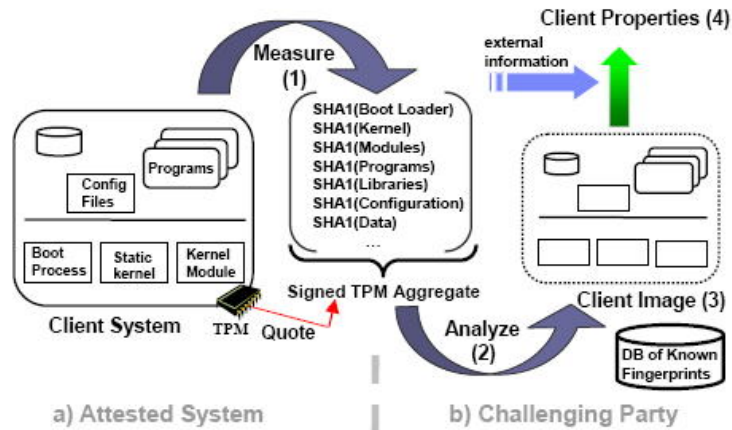 Client Properties (4)
Measure
(1)
external
information
SHA1(Boot Loader)
SHA1(Kernel)
SHA1(Modules)
SHA1(Programs)
SHA1(Libraries)
SHA1(Configuration)
SHA1(Data)
...
Programs
Config
Files
Boot
Process
Static
kernel
Kernel
Module
Signed TPM Aggregate
Client System
TPM
Quote
Analyze
(2)
Client Image (3)
DB of Known
Fingerprints
a) Attested System
b) Challenging Party